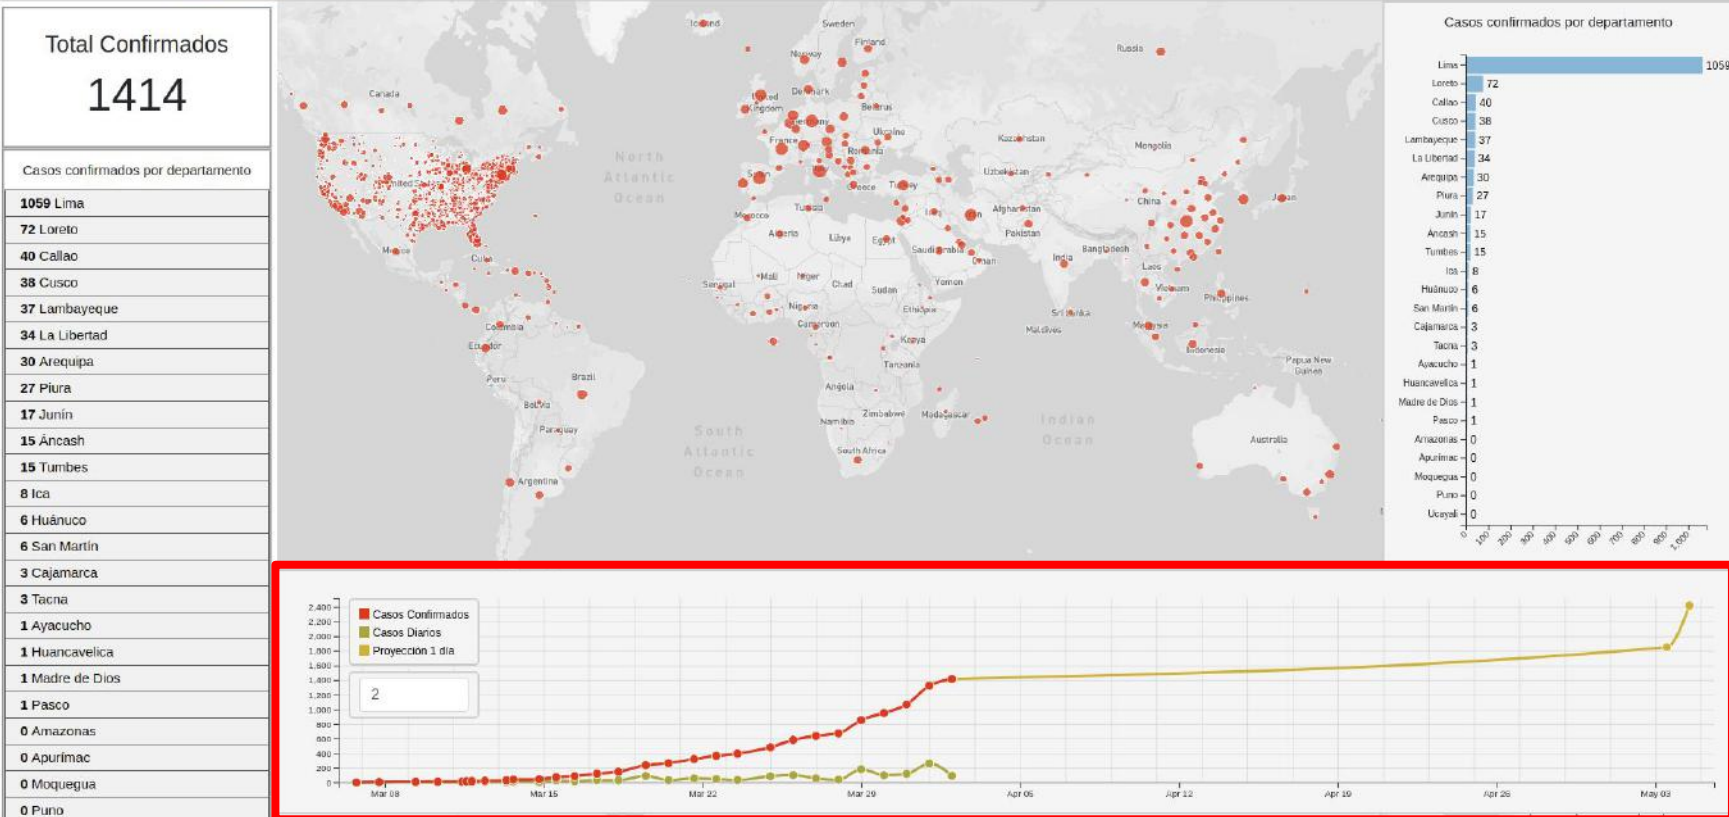 Total Confirmados
1414
Casos confirmados por departamento
1059 Lima
72 Loreto
40 Callao
38 Cusco
37 Lambayeque
34 La Libertad
30 Arequipa
27 Piura
17 Junín
15 Áncash
15 Tumbes
8 Ica
6 Huánuco
6 San Martín
3 Cajamarca
3 Tacna
1 Ayacucho
1 Huancavelica
1 Madre de Dios
1 Pasco
0 Amazonas
0 Apurímac
0 Moquegua
0 Puno
Iceland
Sweden
Finland
Norway
Russia
Canada
United Kingdom
Denmark
Belarus
Germany
Ukraine
France
Romania
Kazakhstan
Mongolia
North Atlantic Ocean
United States
Spain
Italy
Greece
Turkey
Uzbekistan
China
Japan
Morocco
Tunisia
Iraq
Iran
Afghanistan
Algeria
Libya
Egypt
Saudi Arabia
Pakistan
Mexico
Cuba
Oman
India
Bangladesh
Laos
Senegal
Mali
Niger
Chad
Sudan
Yemen
Vietnam
Philippines
Nigeria
Ethiopia
Sri Lanka
Colombia
Cameroon
Maldives
Malaysia
Ecuador
Kenya
Indonesia
Peru
Brazil
Tanzania
Papua New Guinea
Angola
Bolivia
Zimbabwe
Madagascar
Namibia
Paraguay
South Atlantic Ocean
Indian Ocean
Australia
South Africa
Argentina
Casos confirmados por departamento
Lima 1059
Loreto 72
Callao 40
Cusco 38
Lambayeque 37
La Libertad 34
Arequipa 30
Piura 27
Junín 17
Áncash 15
Tumbes 15
Ica 8
Huánuco 6
San Martín 6
Cajamarca 3
Tacna 3
Ayacucho 1
Huancavelica 1
Madre de Dios 1
Pasco 1
Amazonas 0
Apurímac 0
Moquegua 0
Puno 0
Ucayali 0
0 100 200 300 400 500 600 700 800 900 1,000
2,400
2,200
2,000
1,800
1,600
1,400
1,200
1,000
800
600
400
200
0
Casos Confirmados
Casos Diarios
Proyección 1 día
2
Mar 08 Mar 15 Mar 22 Mar 29 Apr 05 Apr 12 Apr 19 Apr 26 May 03